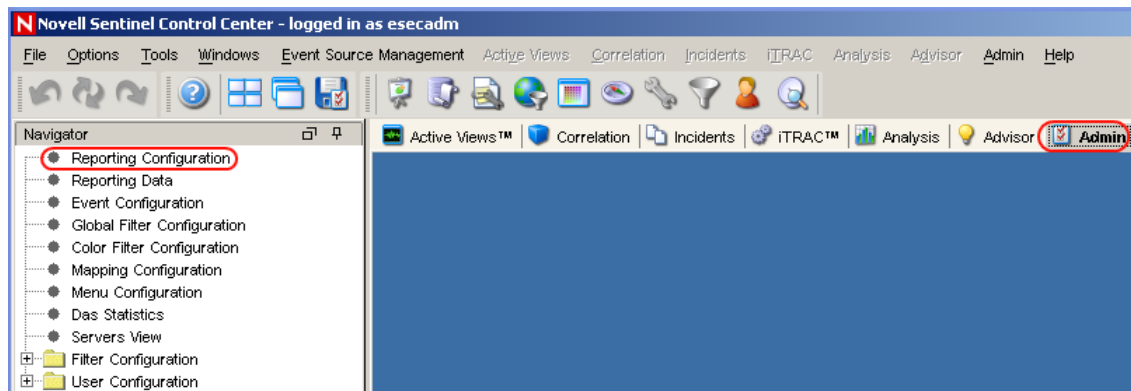 Novell Sentinel Control Center - logged in as esecadm
File Options Tools Windows Event Source Management Active Views Correlation Incidents iTRAC Analysis Advisor Admin Help
Navigator
Active Views™ Correlation Incidents iTRAC™ Analysis Advisor Admin
Reporting Configuration
Reporting Data
Event Configuration
Global Filter Configuration
Color Filter Configuration
Mapping Configuration
Menu Configuration
Das Statistics
Servers View
Filter Configuration
User Configuration